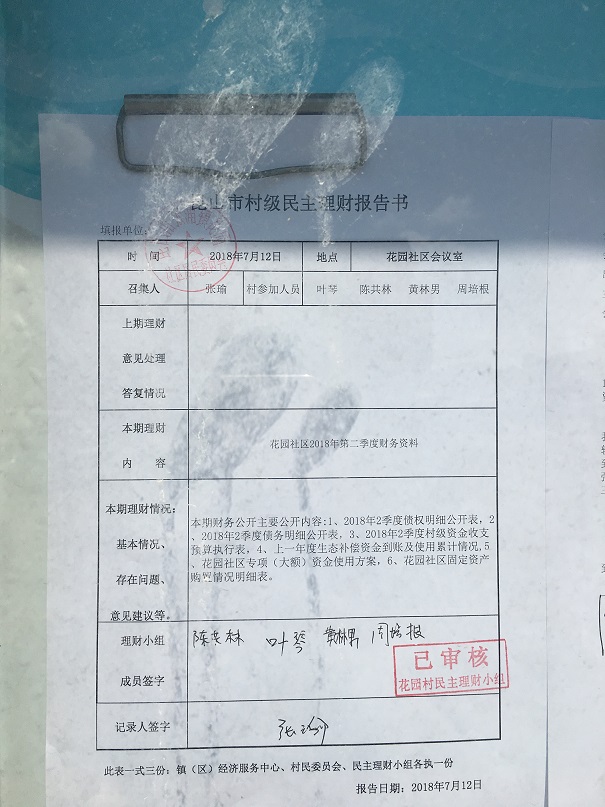 昆山市村级民主理财报告书
填报单位:
时 间 2018年7月12日 地点 花园社区会议室
召集人 张瑜 村参加人员 叶琴 陈共林 黄林男 周培根
上期理财
意见处理
答复情况
本期理财
内 容
花园社区2018年第二季度财务资料
本期理财情况:
基本情况、
存在问题、
意见建议等。
本期财务公开主要公开内容:1、2018年2季度债权明细公开表,2
、2018年2季度债务明细公开表,3、2018年2季度村级资金收支
预算执行表,4、上一年度生态补偿资金到账及使用累计情况,5
、花园社区专项(大额)资金使用方案,6、花园社区固定资产
购置情况明细表。
理财小组
成员签字
陈共林 叶琴 黄林男 周培根
已审核
花园村民主理财小组
记录人签字 张瑜
此表一式三份:镇(区)经济服务中心、村民委员会、民主理财小组各执一份
报告日期:2018年7月12日